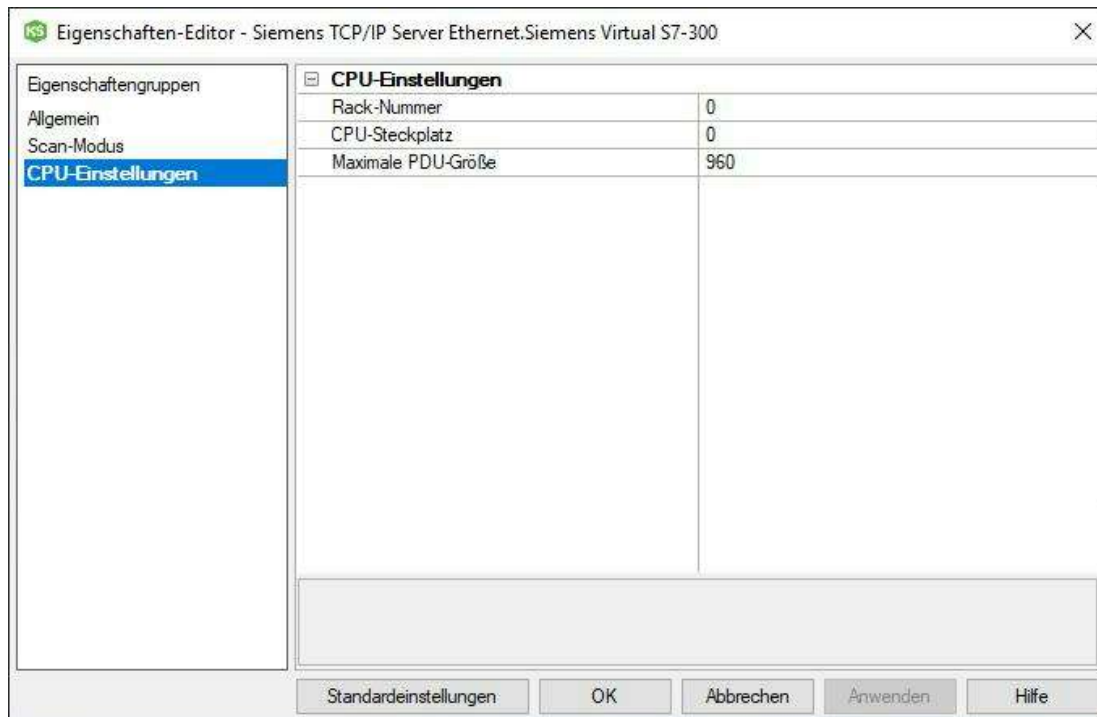 KS Eigenschaften-Editor - Siemens TCP/IP Server Ethernet.Siemens Virtual S7-300
Eigenschaftengruppen
Allgemein
Scan-Modus
CPU-Einstellungen
CPU-Einstellungen
Rack-Nummer 0
CPU-Steckplatz 0
Maximale PDU-Größe 960
Standardeinstellungen OK Abbrechen Anwenden Hilfe